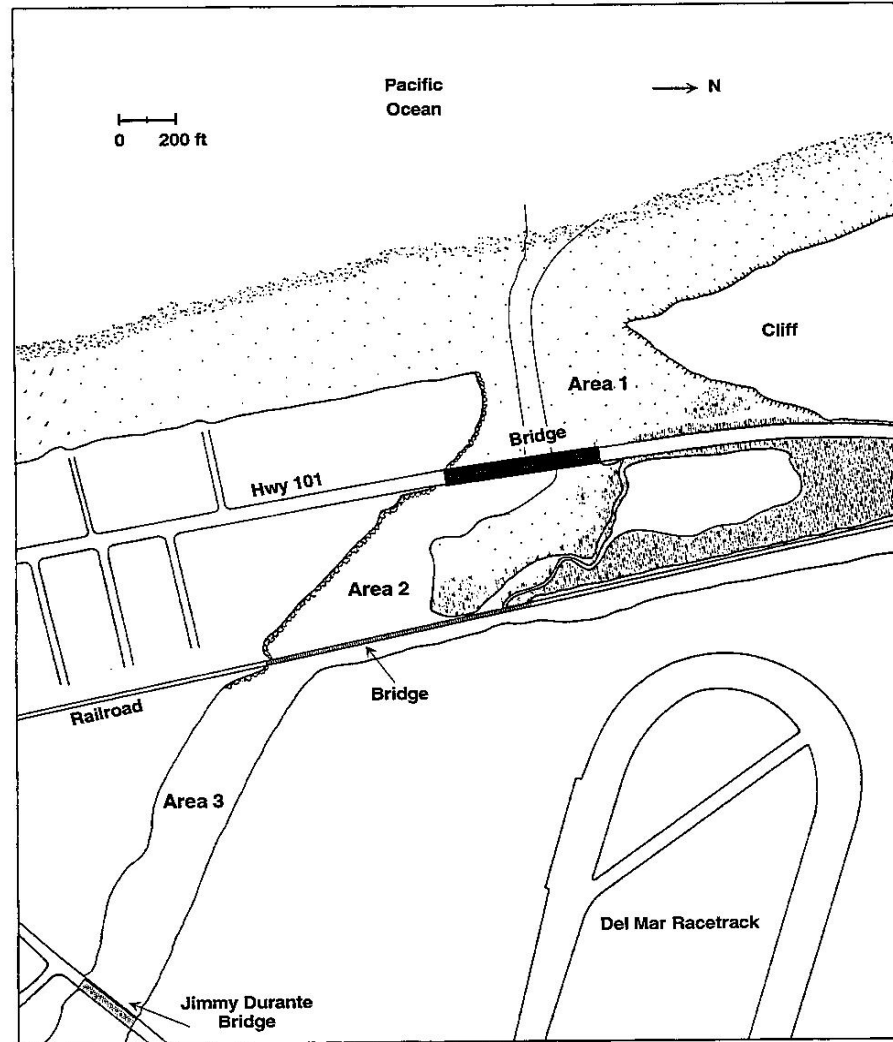 Pacific
Ocean
N
0 200 ft
Cliff
Area 1
Bridge
Hwy 101
Area 2
Bridge
Railroad
Area 3
Del Mar Racetrack
Jimmy Durante
Bridge